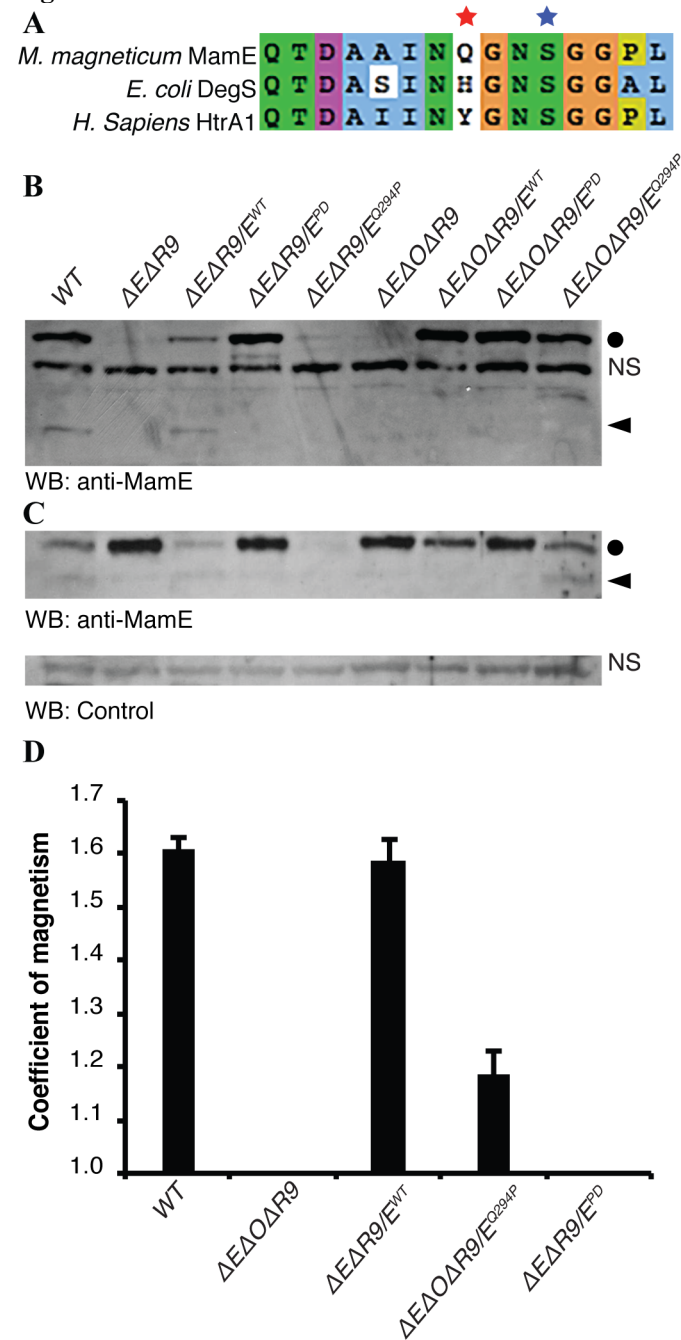 A
M. magneticum MamE QTDAAINQGNSGGPL
E. coli DegS QTDASINHGNSGGAL
H. Sapiens HtrA1 QTDAIINYGNSGGPL
B
WT ΔEΔR9 ΔEΔR9/E^WT ΔEΔR9/E^PD ΔEΔR9/E^Q294P ΔEΔOΔR9 ΔEΔOΔR9/E^WT ΔEΔOΔR9/E^PD ΔEΔOΔR9/E^Q294P
NS
WB: anti-MamE
C
WB: anti-MamE
NS
WB: Control
D
Coefficient of magnetism
1.7
1.6
1.5
1.4
1.3
1.2
1.1
1.0
WT ΔEΔOΔR9 ΔEΔR9/E^WT ΔEΔOΔR9/E^Q294P ΔEΔR9/E^PD